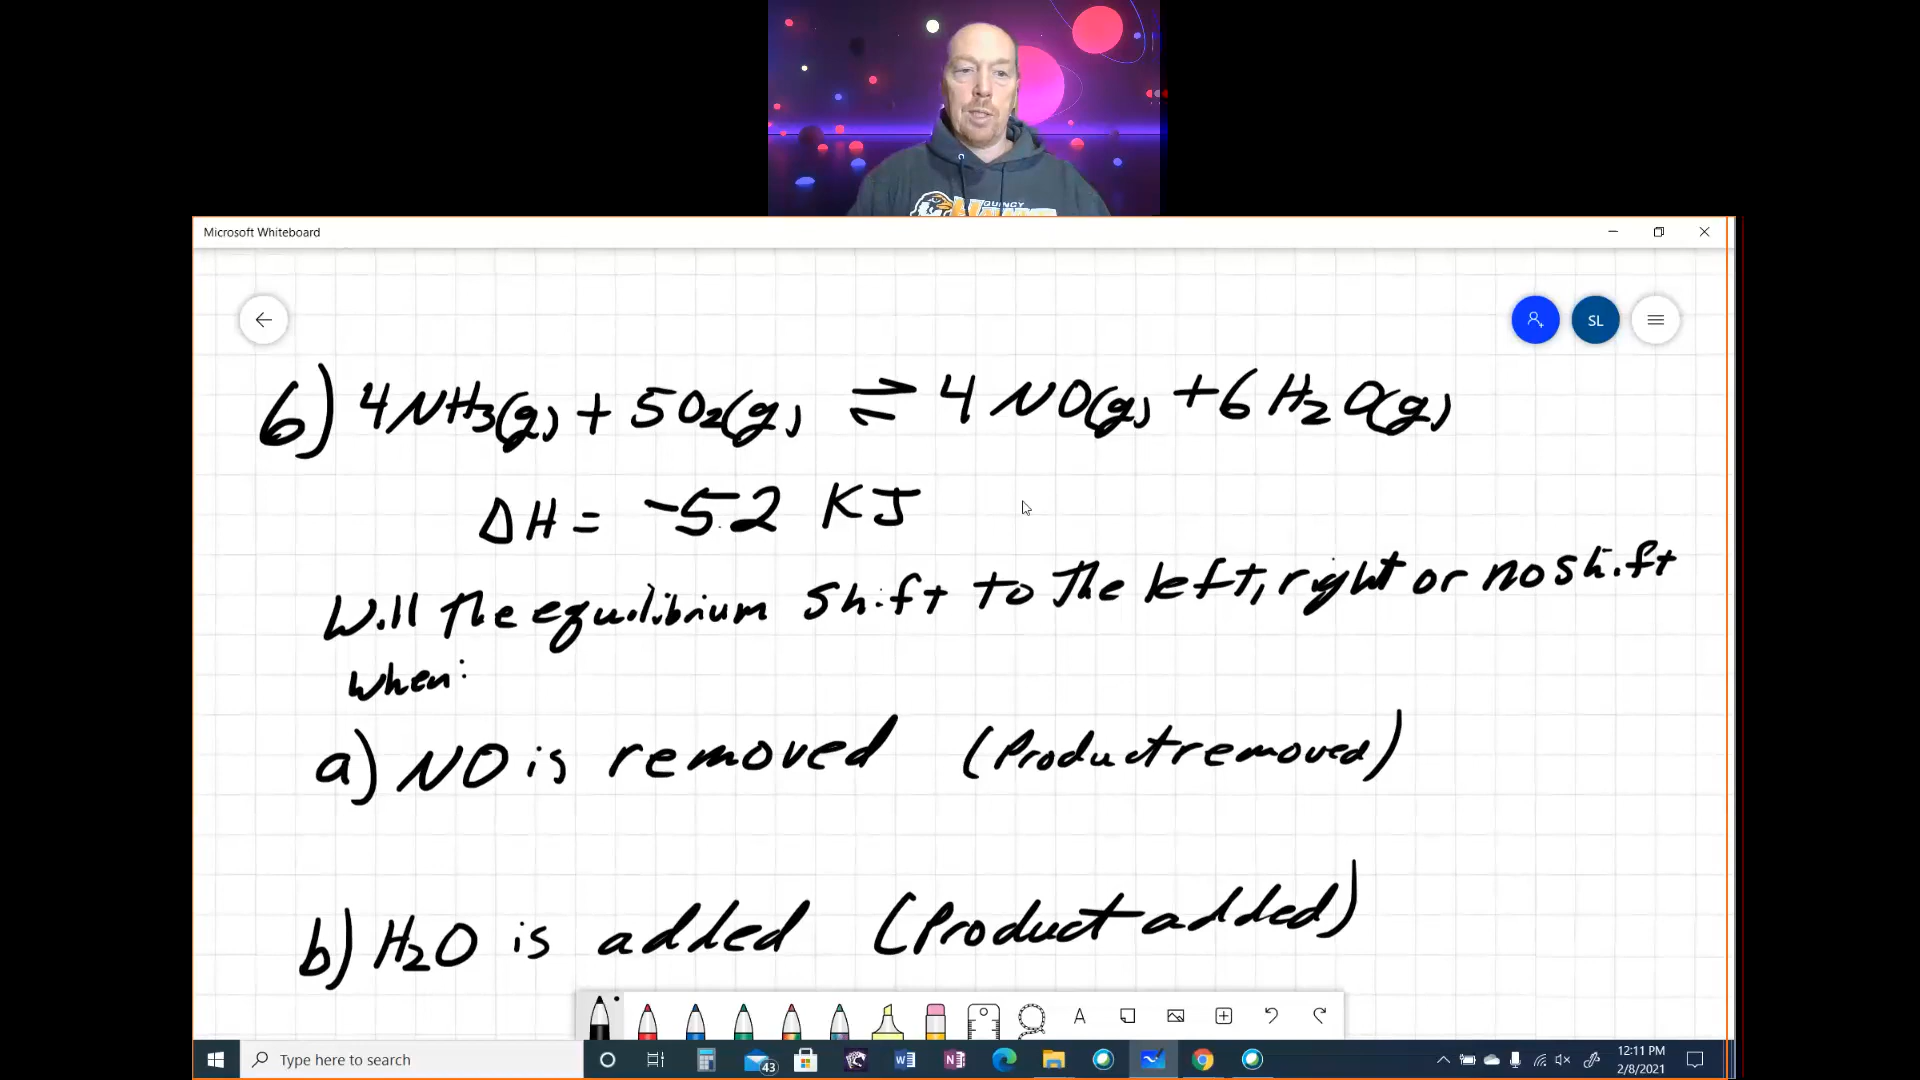 QUINCY
Microsoft Whiteboard
SL
6) 4NH3(g) + 5O2(g) ⇌ 4NO(g) + 6H2O(g)
ΔH = -52 KJ
Will the equilibrium shift to the left, right or no shift
when:
a) NO is removed (Product removed)
b) H2O is added (Product added)
A
Type here to search
43
12:11 PM
2/8/2021